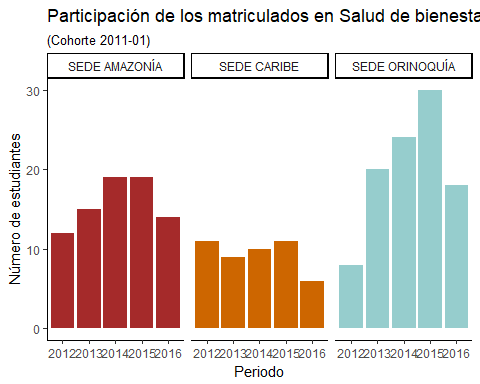 Participación de los matriculados en Salud de bienesta
(Cohorte 2011-01)
SEDE AMAZONÍA SEDE CARIBE SEDE ORINOQUÍA
30
20
10
0
Número de estudiantes
2012 2013 2014 2015 2016 2012 2013 2014 2015 2016 2012 2013 2014 2015 2016
Periodo